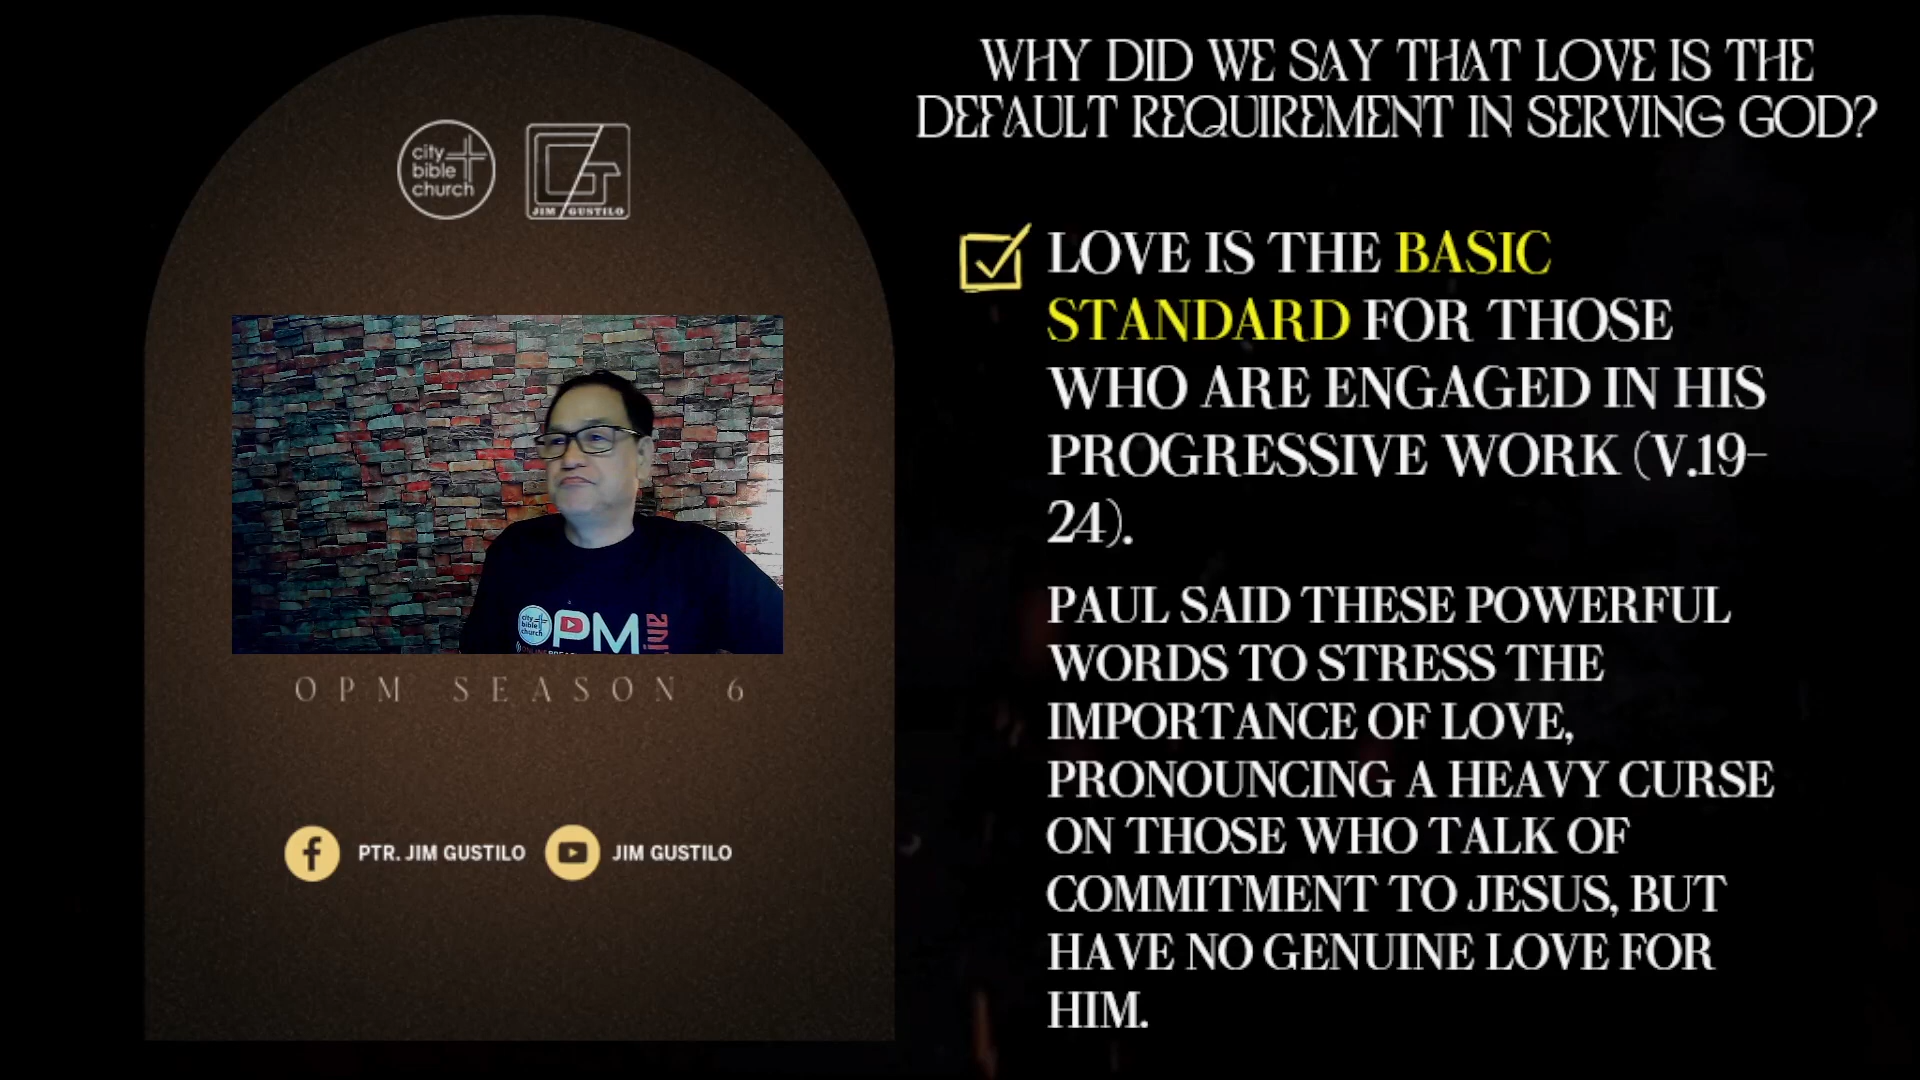 city
bible
church
JIM GUSTILO
city
bible
church
OPM
OPM SEASON 6
PTR. JIM GUSTILO
JIM GUSTILO
WHY DID WE SAY THAT LOVE IS THE
DEFAULT REQUIREMENT IN SERVING GOD?
LOVE IS THE BASIC
STANDARD FOR THOSE
WHO ARE ENGAGED IN HIS
PROGRESSIVE WORK (V.19-
24).
PAUL SAID THESE POWERFUL
WORDS TO STRESS THE
IMPORTANCE OF LOVE,
PRONOUNCING A HEAVY CURSE
ON THOSE WHO TALK OF
COMMITMENT TO JESUS, BUT
HAVE NO GENUINE LOVE FOR
HIM.